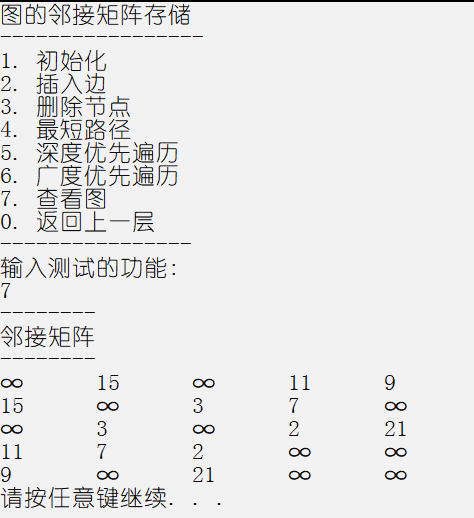 图的邻接矩阵存储
-----------------
1. 初始化
2. 插入边
3. 删除节点
4. 最短路径
5. 深度优先遍历
6. 广度优先遍历
7. 查看图
0. 返回上一层
----------------
输入测试的功能:
7
--------
邻接矩阵
--------
∞ 15 ∞ 11 9
15 ∞ 3 7 ∞
∞ 3 ∞ 2 21
11 7 2 ∞ ∞
9 ∞ 21 ∞ ∞
请按任意键继续. . .